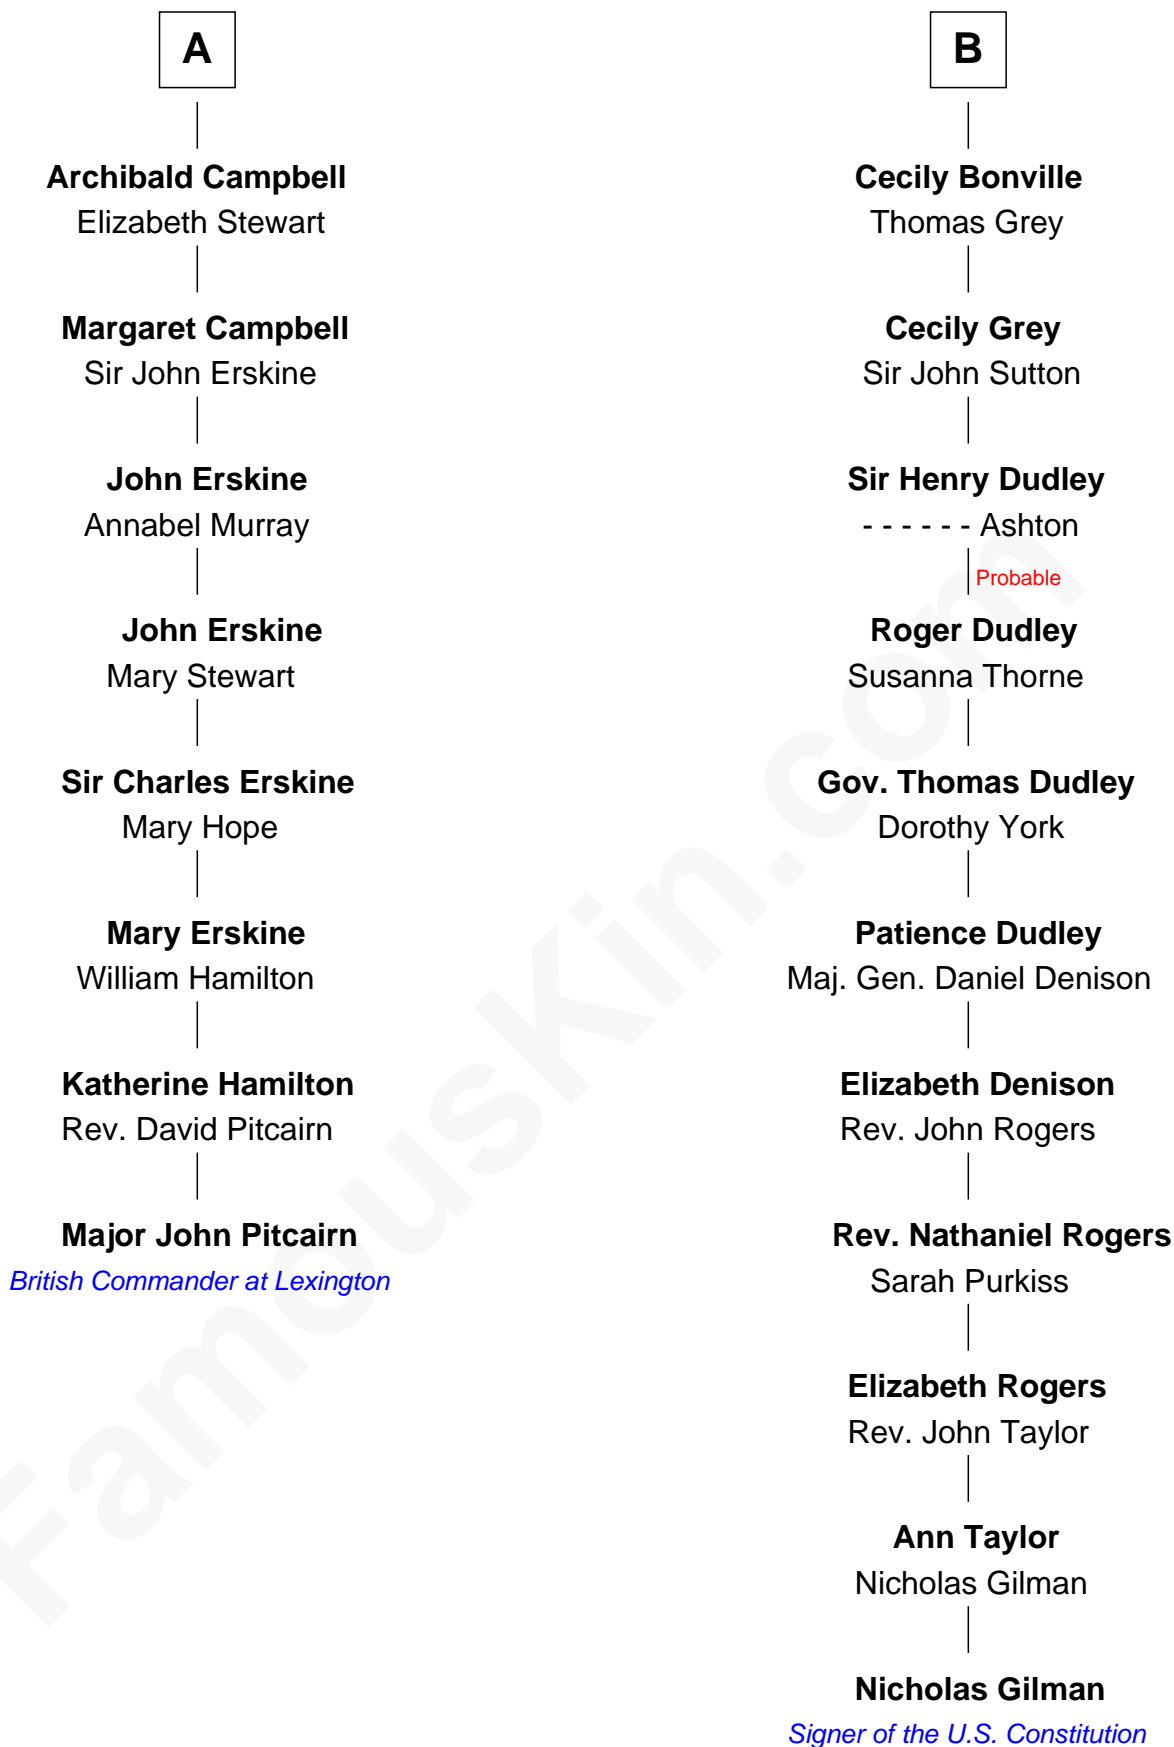 A
Archibald Campbell
Elizabeth Stewart
Margaret Campbell
Sir John Erskine
John Erskine
Annabel Murray
John Erskine
Mary Stewart
Sir Charles Erskine
Mary Hope
Mary Erskine
William Hamilton
Katherine Hamilton
Rev. David Pitcairn
Major John Pitcairn
British Commander at Lexington
B
Cecily Bonville
Thomas Grey
Cecily Grey
Sir John Sutton
Sir Henry Dudley
- - - - - - Ashton
Probable
Roger Dudley
Susanna Thorne
Gov. Thomas Dudley
Dorothy York
Patience Dudley
Maj. Gen. Daniel Denison
Elizabeth Denison
Rev. John Rogers
Rev. Nathaniel Rogers
Sarah Purkiss
Elizabeth Rogers
Rev. John Taylor
Ann Taylor
Nicholas Gilman
Nicholas Gilman
Signer of the U.S. Constitution
FamousKin.com